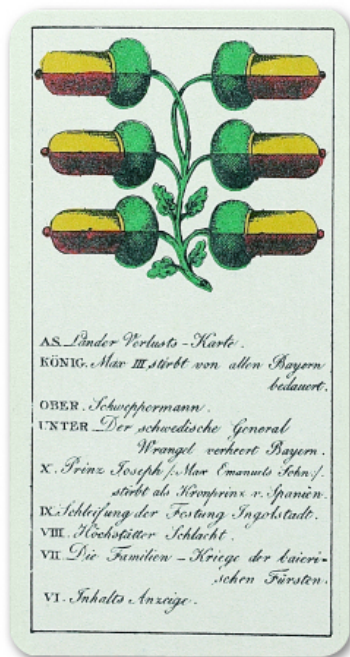 AS. Länder Verlusts-Karte.
KÖNIG. Max III stirbt von allen Bayern
bedauert.
OBER. Schweppermann.
UNTER. Der schwedische General
Wrangel verheert Bayern.
X. Prinz Joseph /: Max Emanuels Sohn :/
stirbt als Kronprinz v. Spanien.
IX. Schleifung der Festung Ingolstadt.
VIII. Höchstätter Schlacht.
VII. Die Familien-Kriege der baieri-
schen Fürsten.
VI. Inhalts Anzeige.